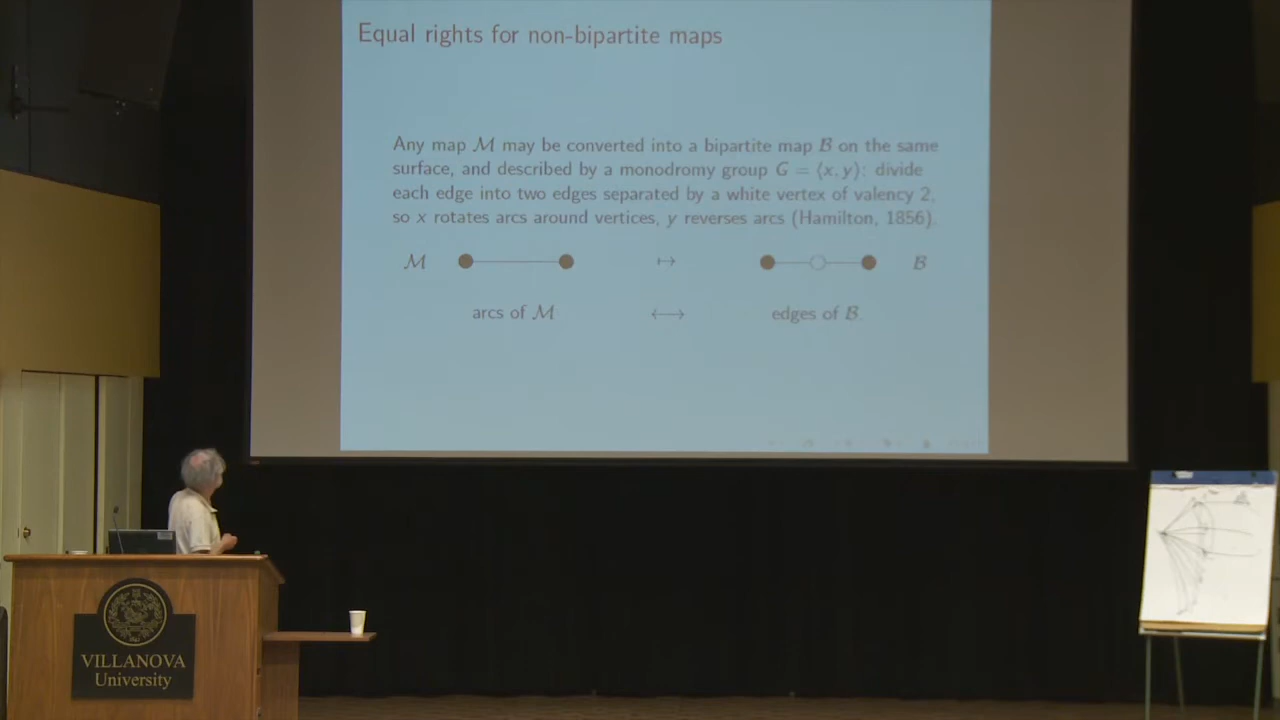 Equal rights for non-bipartite maps
Any map ℳ may be converted into a bipartite map ℬ on the same
surface, and described by a monodromy group G = ⟨x, y⟩: divide
each edge into two edges separated by a white vertex of valency 2,
so x rotates arcs around vertices, y reverses arcs (Hamilton, 1856).
ℳ ↦ ℬ
arcs of ℳ ⟷ edges of ℬ.
VILLANOVA
University